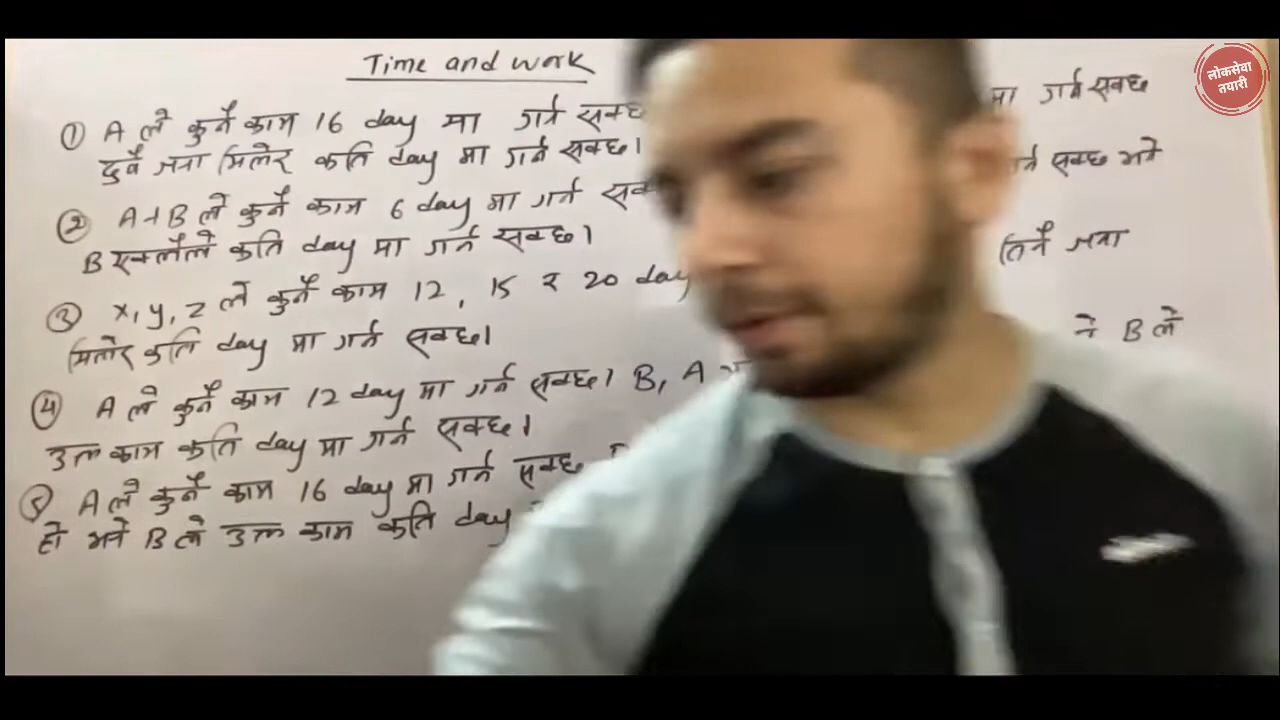 Time and work
लोकसेवा
तयारी
① A ले कुनै काम 16 day मा गर्न सक्छ मा गर्न सक्छ
दुवै जना मिलेर कति day मा गर्न सक्छ।
② A+B ले कुनै काम 6 day मा गर्न सक्छ भने
B एक्लैले कति day मा गर्न सक्छ।
③ x, y, z ले कुनै काम 12, 15 र 20 day तिनै जना
मिलेर कति day मा गर्न सक्छ।
④ A ले कुनै काम 12 day मा गर्न सक्छ। B, A ने B ले
उक्त काम कति day मा गर्न सक्छ।
⑤ A ले कुनै काम 16 day मा गर्न सक्छ
हो भने B ले उक्त काम कति day